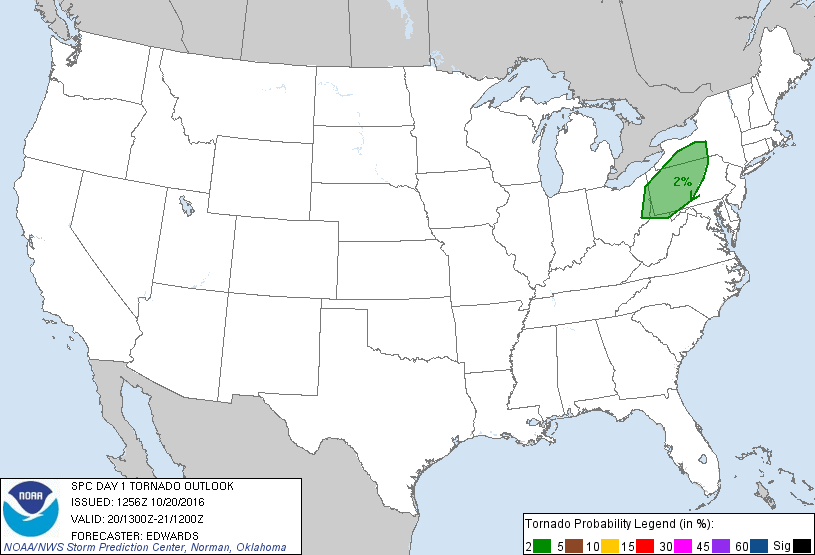 2%
SPC DAY 1 TORNADO OUTLOOK
ISSUED: 1256Z 10/20/2016
VALID: 20/1300Z-21/1200Z
FORECASTER: EDWARDS
NOAA/NWS Storm Prediction Center, Norman, Oklahoma
NOAA
Tornado Probability Legend (in %):
2 5 10 15 30 45 60 Sig